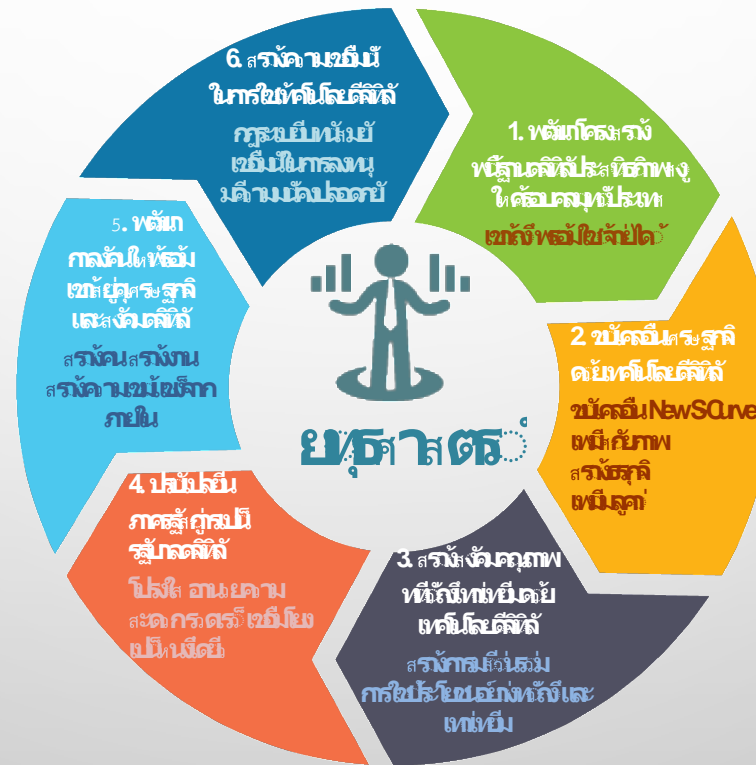 1. พัฒนาโครงสร้าง
พื้นฐานดิจิทัลประสิทธิภาพสูง
ให้ครอบคลุมทั่วประเทศ
เข้าถึง พร้อมใช้ จ่ายได้
2. ขับเคลื่อนเศรษฐกิจ
ด้วยเทคโนโลยีดิจิทัล
ขับเคลื่อน New S-Curve
เพิ่มศักยภาพ
สร้างธุรกิจ
เพิ่มมูลค่า
3. สร้างสังคมคุณภาพ
ที่ทั่วถึงเท่าเทียมด้วย
เทคโนโลยีดิจิทัล
สร้างการมีส่วนร่วม
การใช้ประโยชน์อย่างทั่วถึงและ
เท่าเทียม
4. ปรับเปลี่ยน
ภาครัฐสู่การเป็น
รัฐบาลดิจิทัล
โปร่งใส อำนวยความ
สะดวก รวดเร็ว เชื่อมโยง
เป็นหนึ่งเดียว
5. พัฒนา
กำลังคนให้พร้อม
เข้าสู่ยุคเศรษฐกิจ
และสังคมดิจิทัล
สร้างคน สร้างงาน
สร้างความเข้มแข็งจาก
ภายใน
6. สร้างความเชื่อมั่น
ในการใช้เทคโนโลยีดิจิทัล
กฎระเบียบทันสมัย
เชื่อมั่นในการลงทุน
มีความมั่นคงปลอดภัย
ยุทธศาสตร์